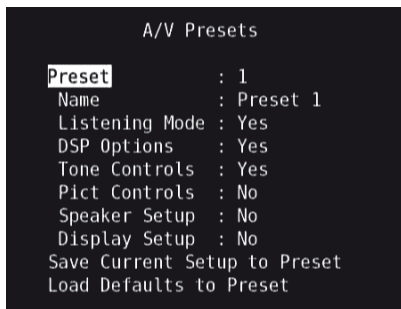 A/V Presets
Preset : 1
Name : Preset 1
Listening Mode : Yes
DSP Options : Yes
Tone Controls : Yes
Pict Controls : No
Speaker Setup : No
Display Setup : No
Save Current Setup to Preset
Load Defaults to Preset